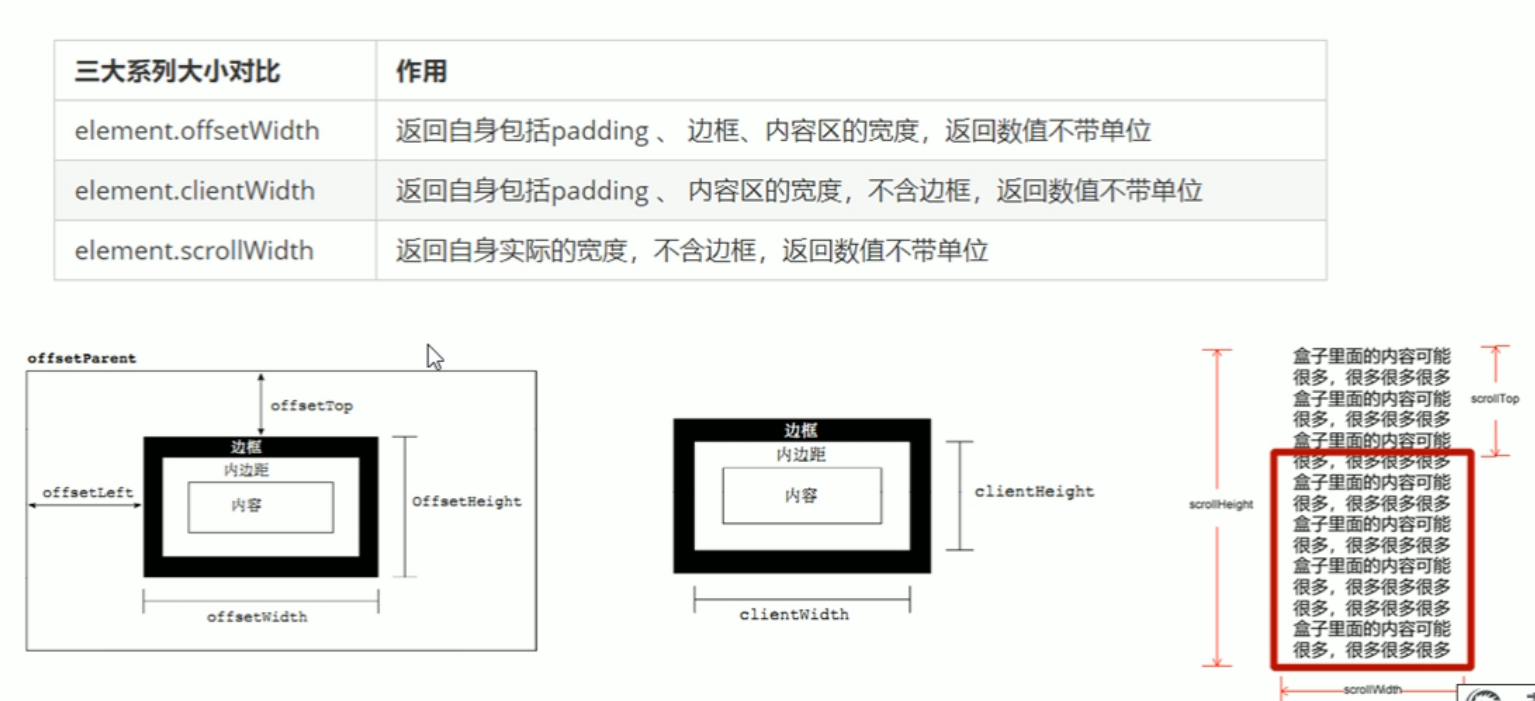 三大系列大小对比 作用
element.offsetWidth 返回自身包括padding 、 边框、内容区的宽度，返回数值不带单位
element.clientWidth 返回自身包括padding 、 内容区的宽度，不含边框，返回数值不带单位
element.scrollWidth 返回自身实际的宽度，不含边框，返回数值不带单位
offsetParent
offsetTop
边框
内边距
内容
offsetLeft
OffsetHeight
offsetWidth
边框
内边距
内容
clientHeight
clientWidth
盒子里面的内容可能
很多，很多很多很多
盒子里面的内容可能
很多，很多很多很多
盒子里面的内容可能
很多，很多很多很多
盒子里面的内容可能
很多，很多很多很多
盒子里面的内容可能
很多，很多很多很多
盒子里面的内容可能
很多，很多很多很多
很多，很多很多很多
盒子里面的内容可能
很多，很多很多很多
scrollTop
scrollHeight
scrollWidth